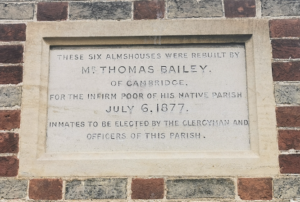 THESE SIX ALMSHOUSES WERE REBUILT BY
MR THOMAS BAILEY.
OF CAMBRIDGE,
FOR THE INFIRM POOR OF HIS NATIVE PARISH
JULY 6, 1877.
INMATES TO BE ELECTED BY THE CLERGYMAN AND
OFFICERS OF THIS PARISH.